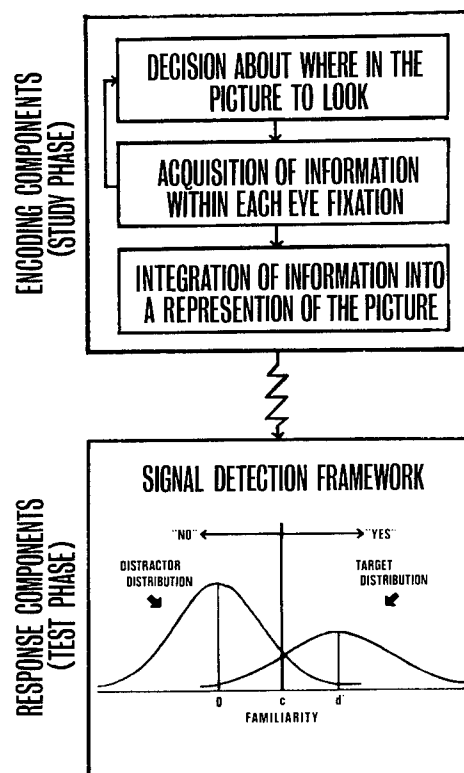 ENCODING COMPONENTS
(STUDY PHASE)
DECISION ABOUT WHERE IN THE
PICTURE TO LOOK
ACQUISITION OF INFORMATION
WITHIN EACH EYE FIXATION
INTEGRATION OF INFORMATION INTO
A REPRESENTION OF THE PICTURE
RESPONSE COMPONENTS
(TEST PHASE)
SIGNAL DETECTION FRAMEWORK
"NO" "YES"
DISTRACTOR
DISTRIBUTION
TARGET
DISTRIBUTION
0 c d'
FAMILIARITY